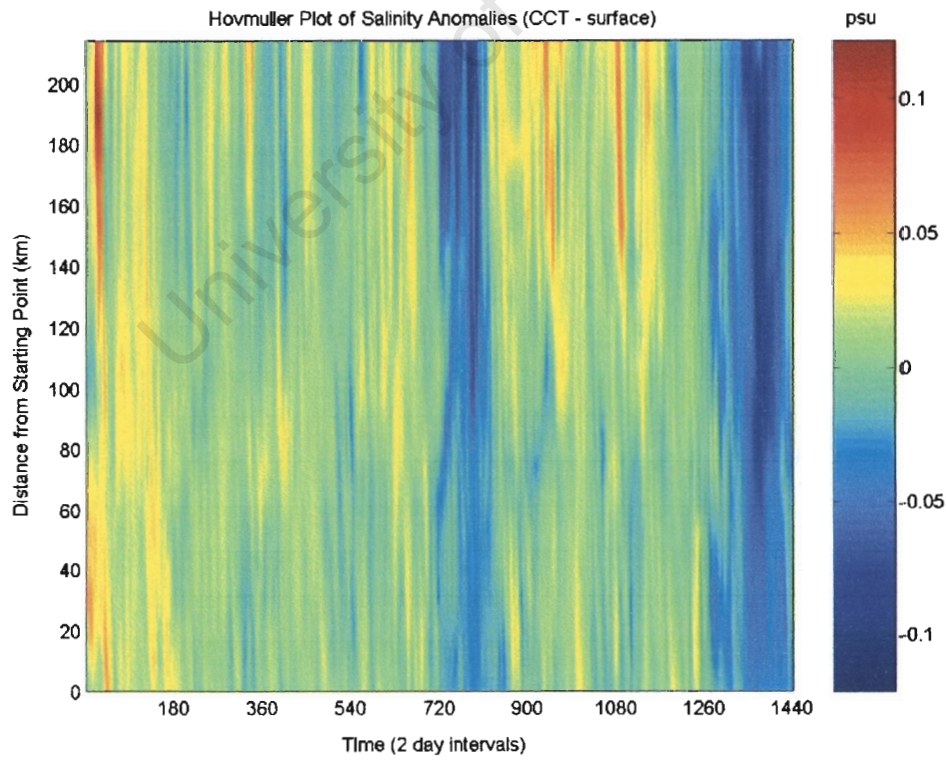 Hovmuller Plot of Salinity Anomalies (CCT - surface)
psu
University of
Distance from Starting Point (km)
200
180
160
140
120
100
80
60
40
20
0
180 360 540 720 900 1080 1260 1440
Time (2 day intervals)
0.1
0.05
0
-0.05
-0.1